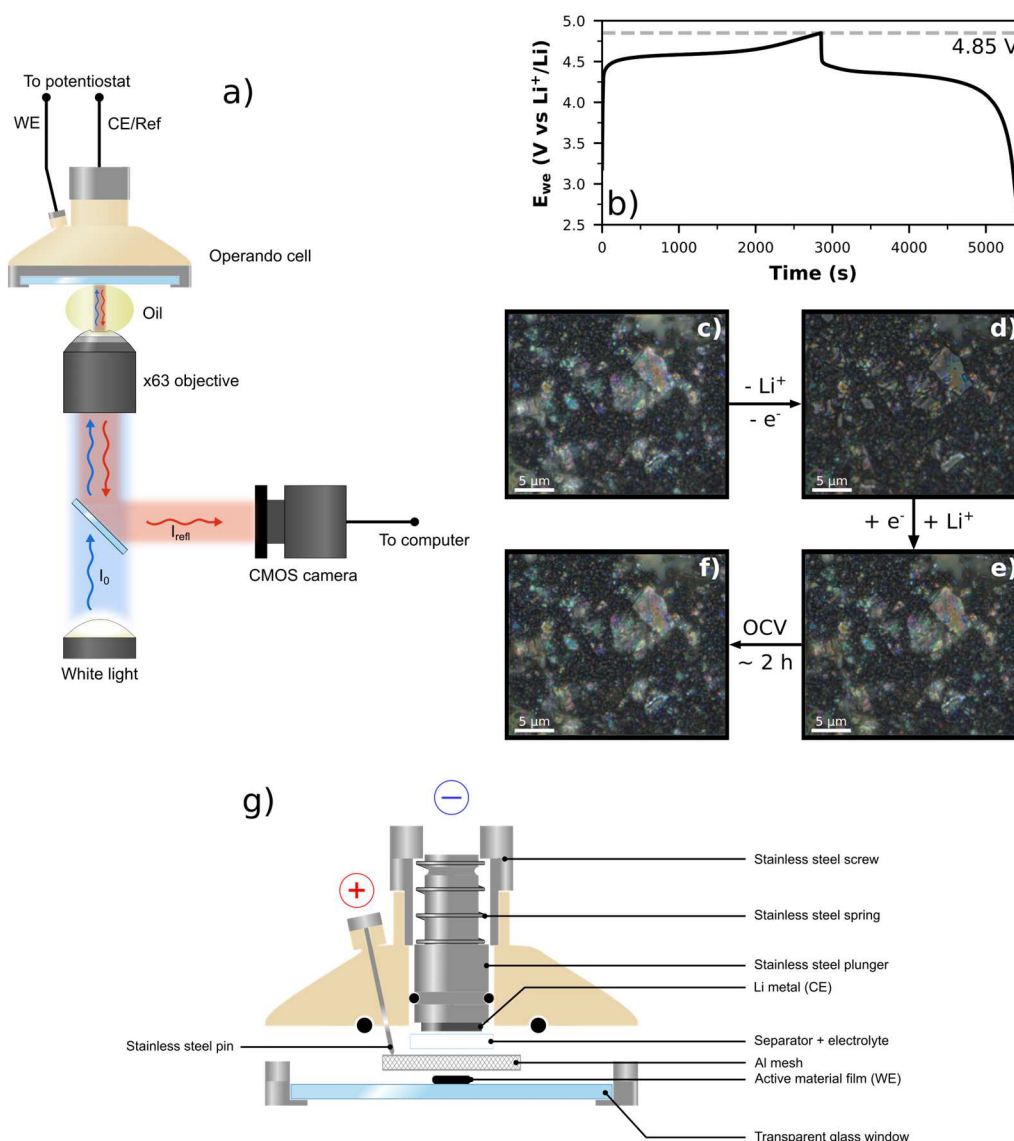 a)
To potentiostat
WE
CE/Ref
Operando cell
Oil
x63 objective
I0
Irefl
CMOS camera
To computer
White light
b)
Ewe (V vs Li+/Li)
5.0
4.5
4.0
3.5
3.0
2.5
4.85 V
0
1000
2000
3000
4000
5000
Time (s)
c)
5 µm
- Li+
- e-
d)
5 µm
+ e-
+ Li+
f)
5 µm
OCV
~ 2 h
e)
5 µm
g)
−
+
Stainless steel screw
Stainless steel spring
Stainless steel plunger
Li metal (CE)
Separator + electrolyte
Stainless steel pin
Al mesh
Active material film (WE)
Transparent glass window